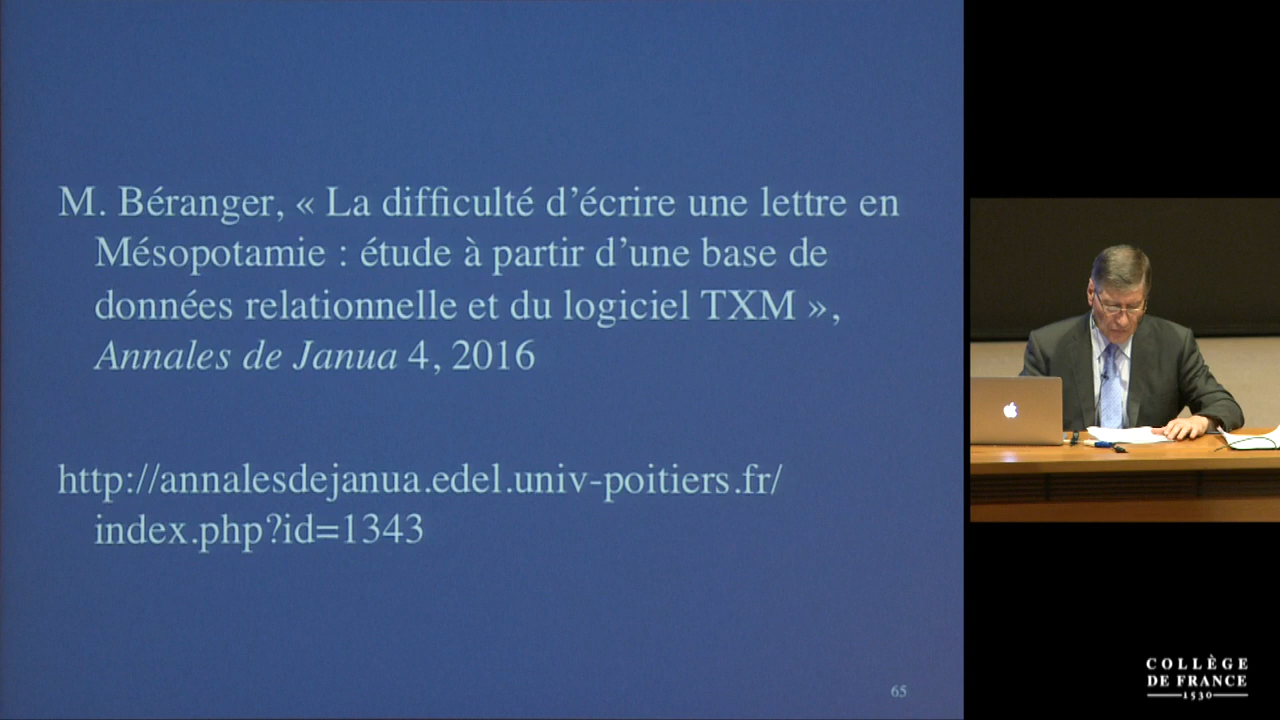 M. Béranger, « La difficulté d’écrire une lettre en
Mésopotamie : étude à partir d’une base de
données relationnelle et du logiciel TXM »,
Annales de Janua 4, 2016
http://annalesdejanua.edel.univ-poitiers.fr/
index.php?id=1343
65
COLLÈGE
DE FRANCE
1530